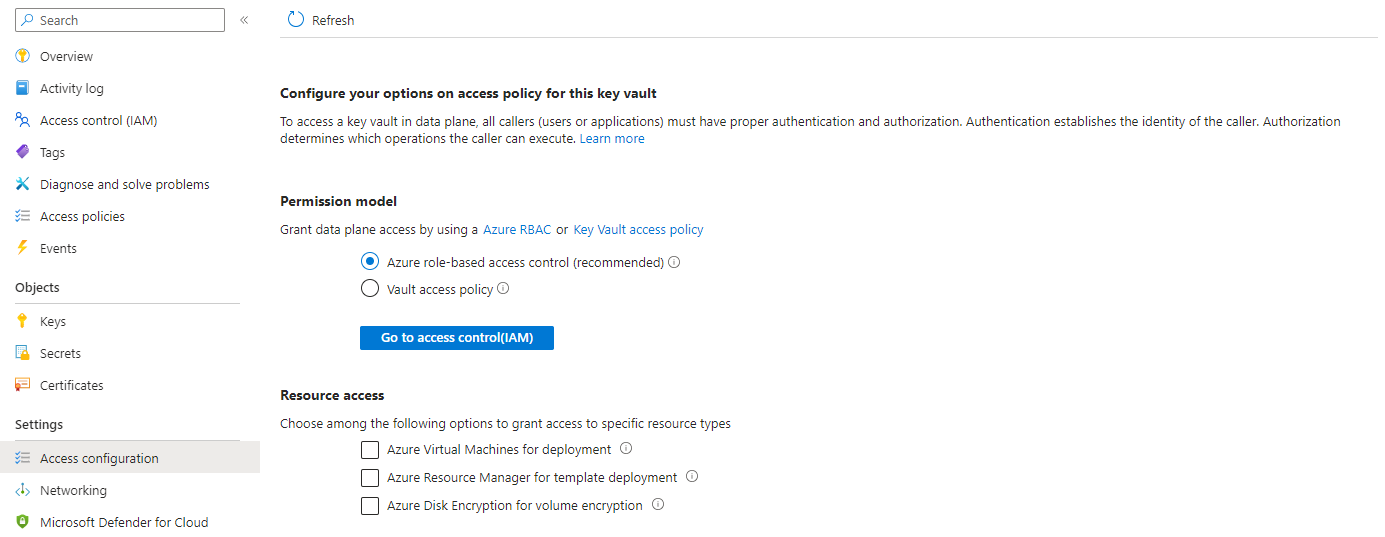 Search
Overview
Activity log
Access control (IAM)
Tags
Diagnose and solve problems
Access policies
Events
Objects
Keys
Secrets
Certificates
Settings
Access configuration
Networking
Microsoft Defender for Cloud
Refresh
Configure your options on access policy for this key vault
To access a key vault in data plane, all callers (users or applications) must have proper authentication and authorization. Authentication establishes the identity of the caller. Authorization
determines which operations the caller can execute. Learn more
Permission model
Grant data plane access by using a Azure RBAC or Key Vault access policy
Azure role-based access control (recommended)
Vault access policy
Go to access control(IAM)
Resource access
Choose among the following options to grant access to specific resource types
Azure Virtual Machines for deployment
Azure Resource Manager for template deployment
Azure Disk Encryption for volume encryption